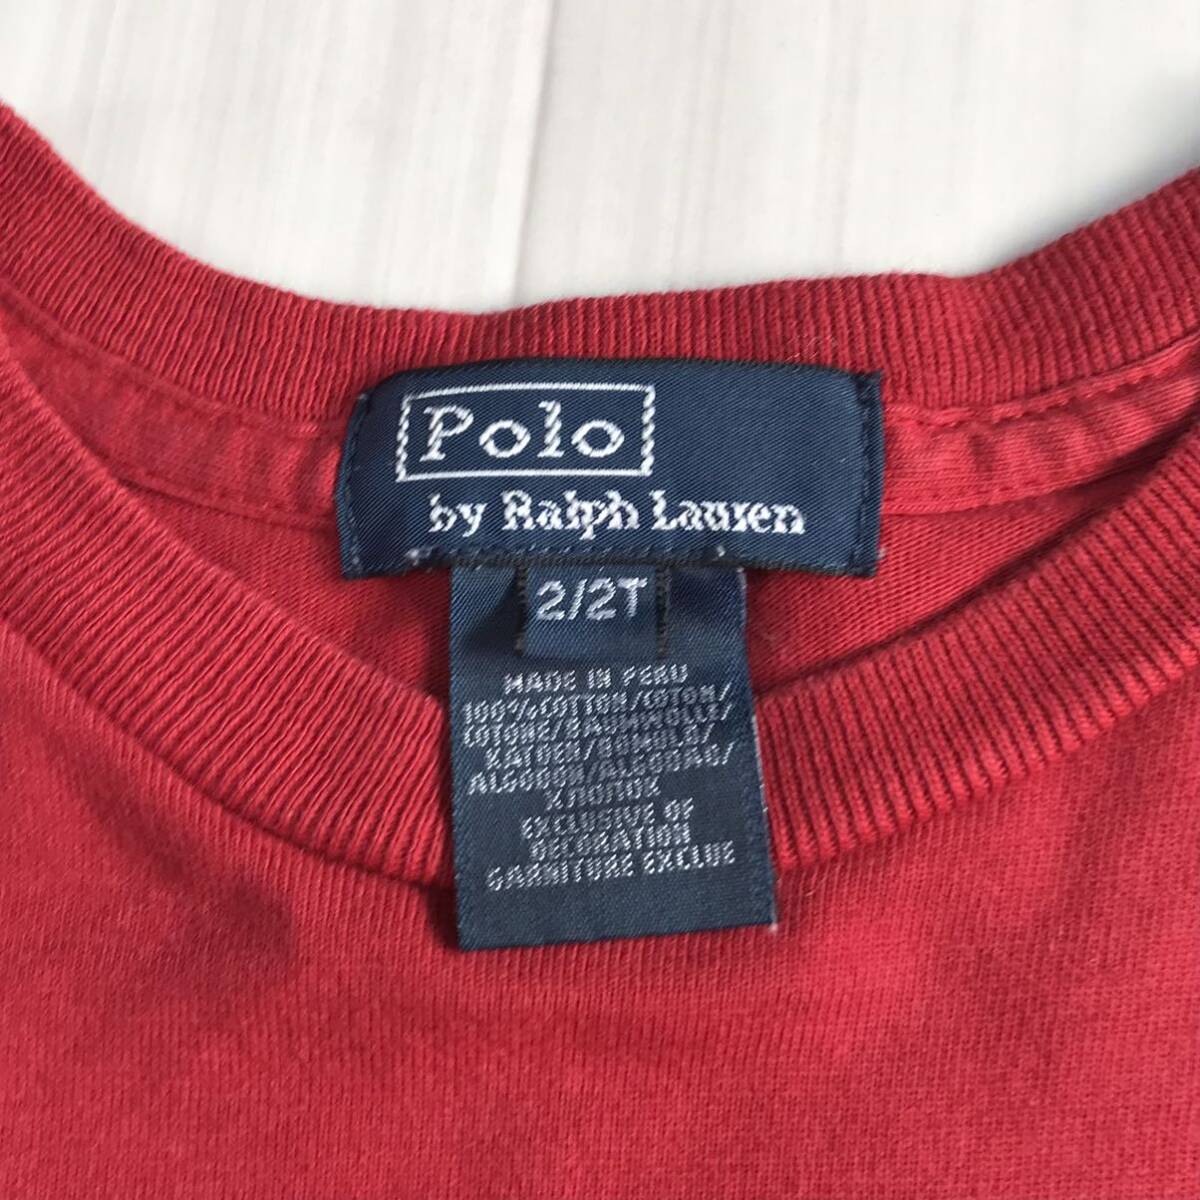 Polo
by Ralph Lauren
2/2T
MADE IN PERU
100% COTTON/COTON/
COTONE/BAUMWOLLE/
KATOEN/BOMULD/
ALGODON/ALGODAO/
ХЛОПОК
EXCLUSIVE OF
DECORATION
GARNITURE EXCLUE